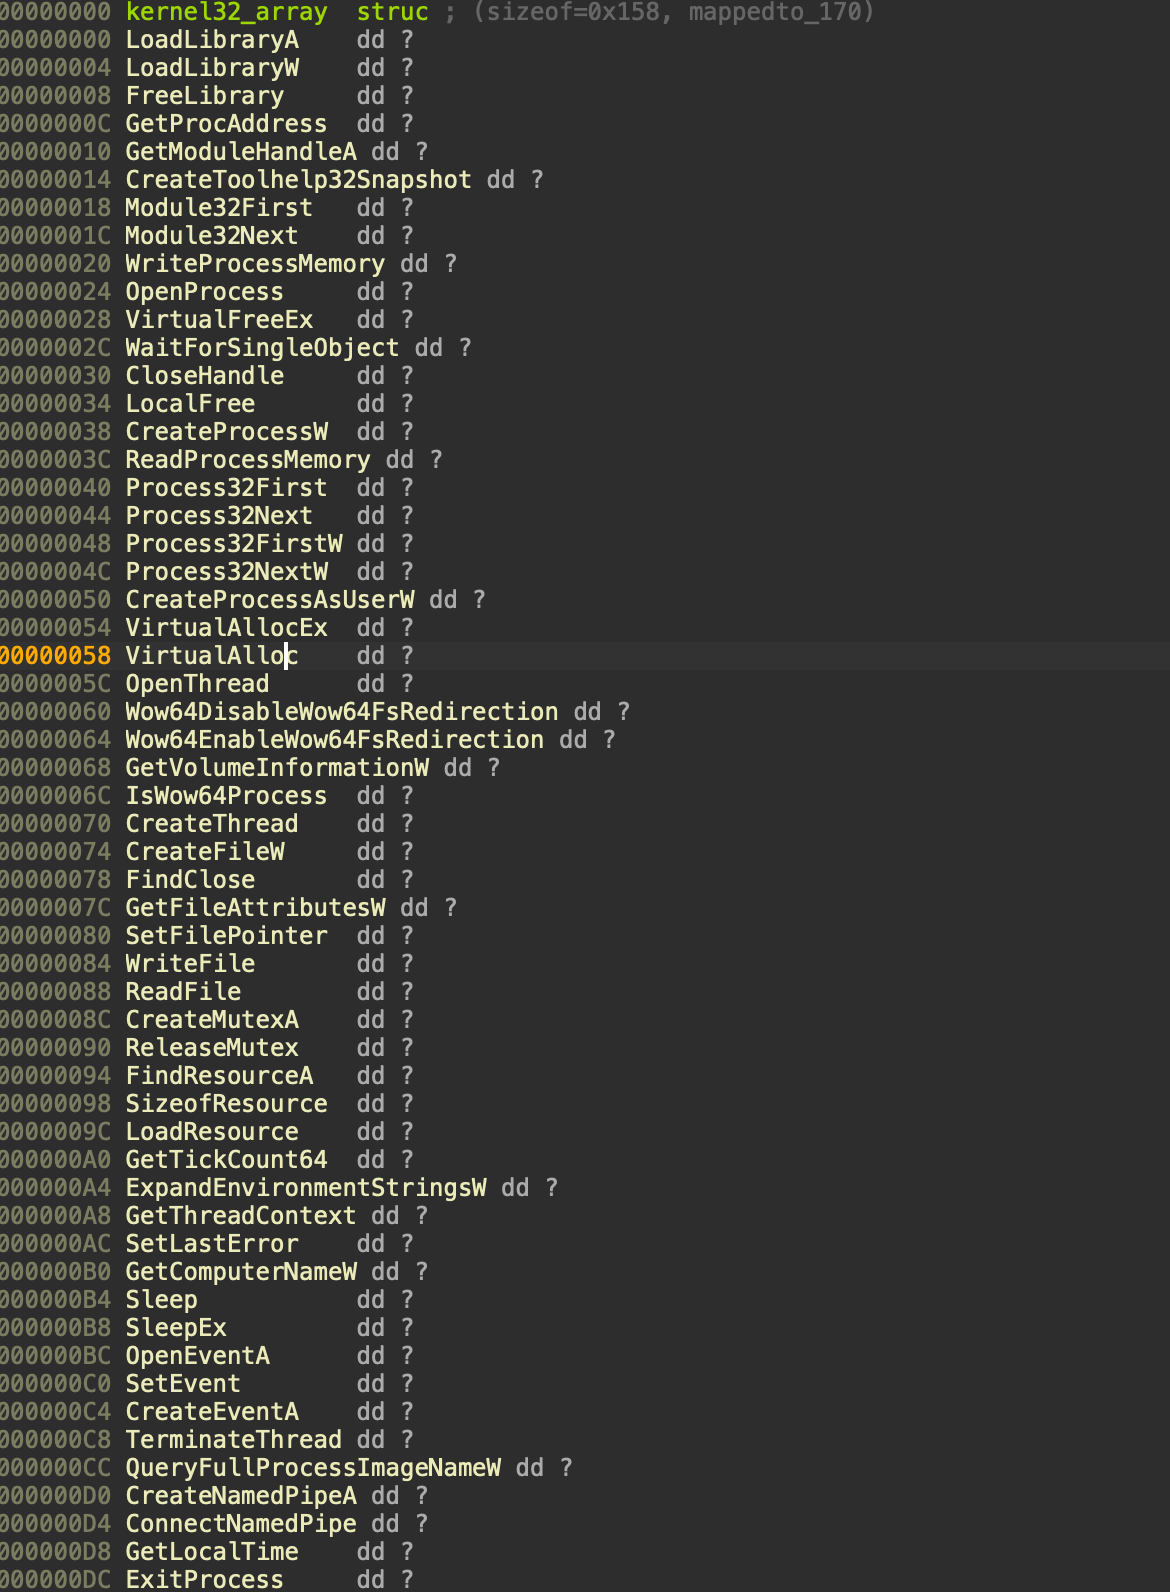 00000000 kernel32_array  struc ; (sizeof=0x158, mappedto_170)
00000000 LoadLibraryA    dd ?
00000004 LoadLibraryW    dd ?
00000008 FreeLibrary     dd ?
0000000C GetProcAddress  dd ?
00000010 GetModuleHandleA dd ?
00000014 CreateToolhelp32Snapshot dd ?
00000018 Module32First   dd ?
0000001C Module32Next    dd ?
00000020 WriteProcessMemory dd ?
00000024 OpenProcess     dd ?
00000028 VirtualFreeEx   dd ?
0000002C WaitForSingleObject dd ?
00000030 CloseHandle     dd ?
00000034 LocalFree       dd ?
00000038 CreateProcessW  dd ?
0000003C ReadProcessMemory dd ?
00000040 Process32First  dd ?
00000044 Process32Next   dd ?
00000048 Process32FirstW dd ?
0000004C Process32NextW  dd ?
00000050 CreateProcessAsUserW dd ?
00000054 VirtualAllocEx  dd ?
00000058 VirtualAlloc    dd ?
0000005C OpenThread      dd ?
00000060 Wow64DisableWow64FsRedirection dd ?
00000064 Wow64EnableWow64FsRedirection dd ?
00000068 GetVolumeInformationW dd ?
0000006C IsWow64Process  dd ?
00000070 CreateThread    dd ?
00000074 CreateFileW     dd ?
00000078 FindClose       dd ?
0000007C GetFileAttributesW dd ?
00000080 SetFilePointer  dd ?
00000084 WriteFile       dd ?
00000088 ReadFile        dd ?
0000008C CreateMutexA    dd ?
00000090 ReleaseMutex    dd ?
00000094 FindResourceA   dd ?
00000098 SizeofResource  dd ?
0000009C LoadResource    dd ?
000000A0 GetTickCount64  dd ?
000000A4 ExpandEnvironmentStringsW dd ?
000000A8 GetThreadContext dd ?
000000AC SetLastError    dd ?
000000B0 GetComputerNameW dd ?
000000B4 Sleep           dd ?
000000B8 SleepEx         dd ?
000000BC OpenEventA      dd ?
000000C0 SetEvent        dd ?
000000C4 CreateEventA    dd ?
000000C8 TerminateThread dd ?
000000CC QueryFullProcessImageNameW dd ?
000000D0 CreateNamedPipeA dd ?
000000D4 ConnectNamedPipe dd ?
000000D8 GetLocalTime    dd ?
000000DC ExitProcess     dd ?